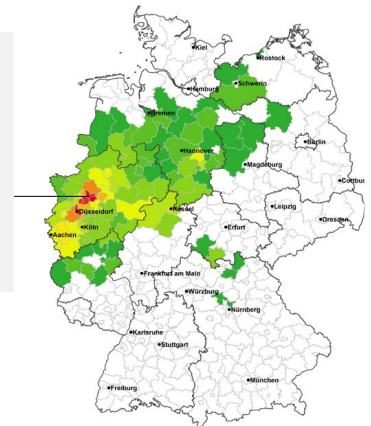 Kiel
Rostock
Schwerin
Hamburg
Bremen
Berlin
Hannover
Magdeburg
Cottbus
Düsseldorf
Kassel
Leipzig
Dresden
Köln
Aachen
Erfurt
Frankfurt am Main
Würzburg
Nürnberg
Karlsruhe
Stuttgart
München
Freiburg